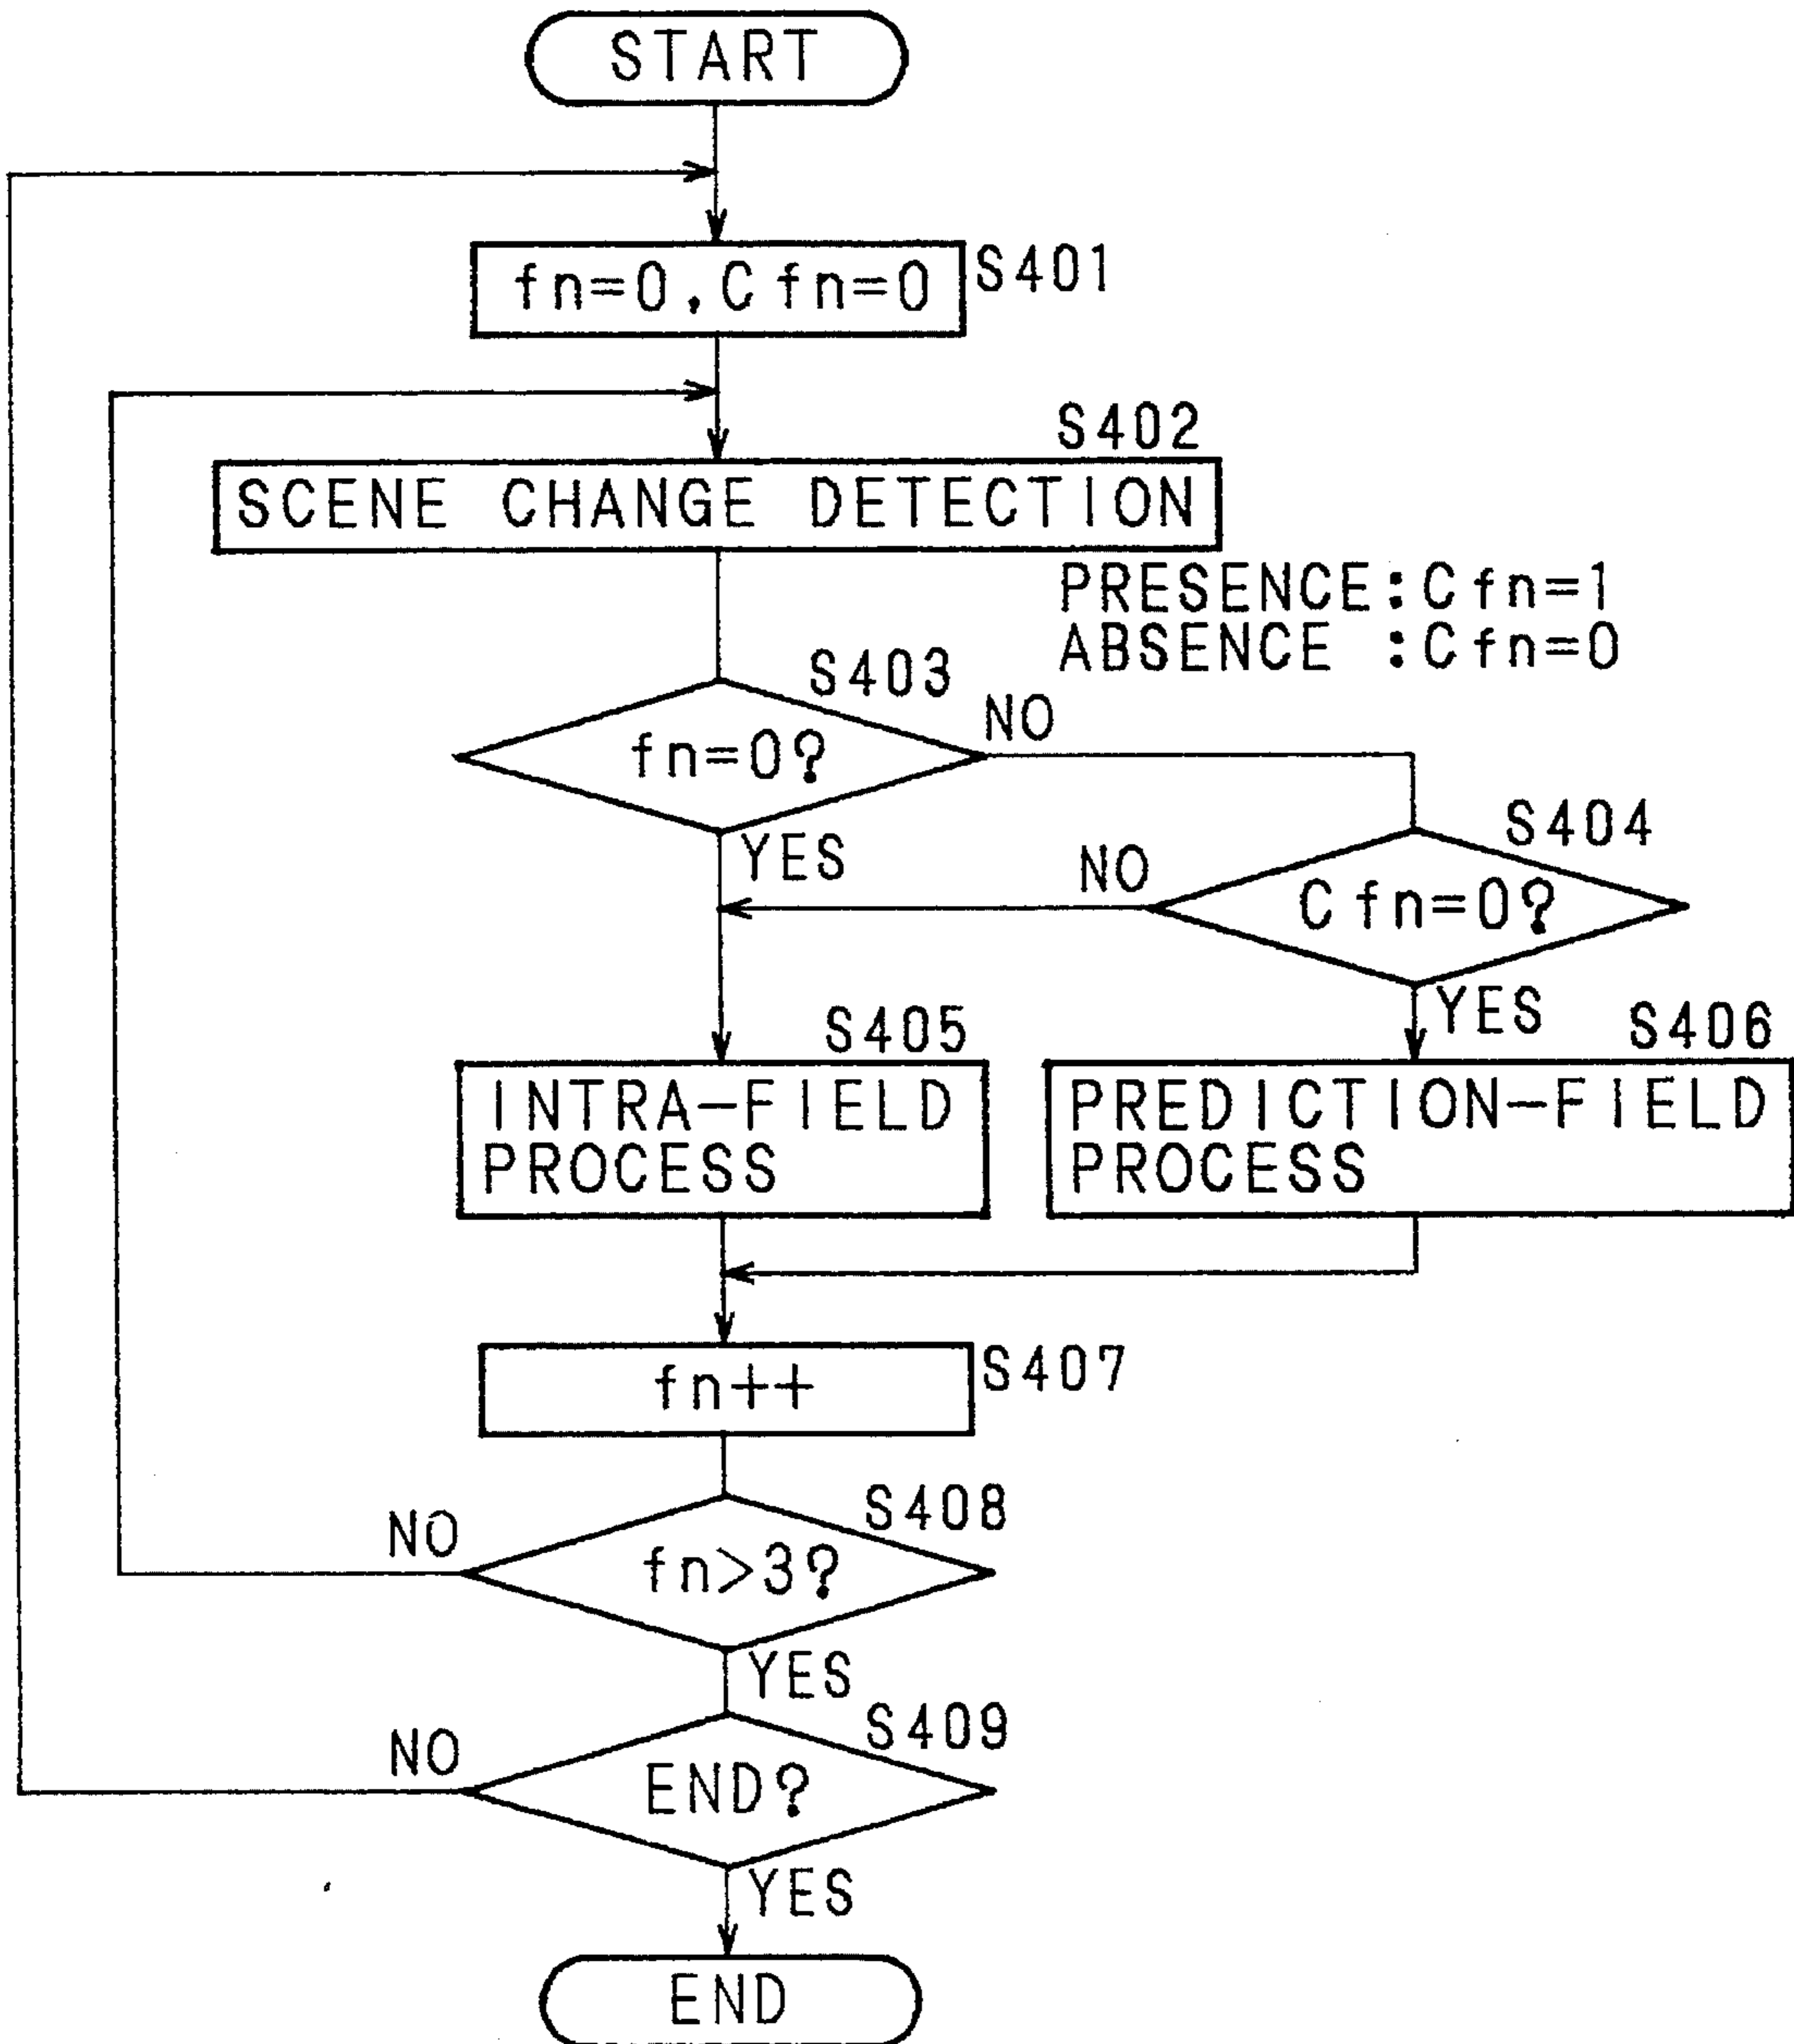 START
fn=0, Cfn=0
S401
S402
SCENE CHANGE DETECTION
PRESENCE:Cfn=1
ABSENCE :Cfn=0
S403
fn=0?
NO
YES
S404
NO
Cfn=0?
YES
S405
INTRA-FIELD
PROCESS
S406
PREDICTION-FIELD
PROCESS
fn++
S407
S408
NO
fn>3?
YES
S409
NO
END?
YES
END